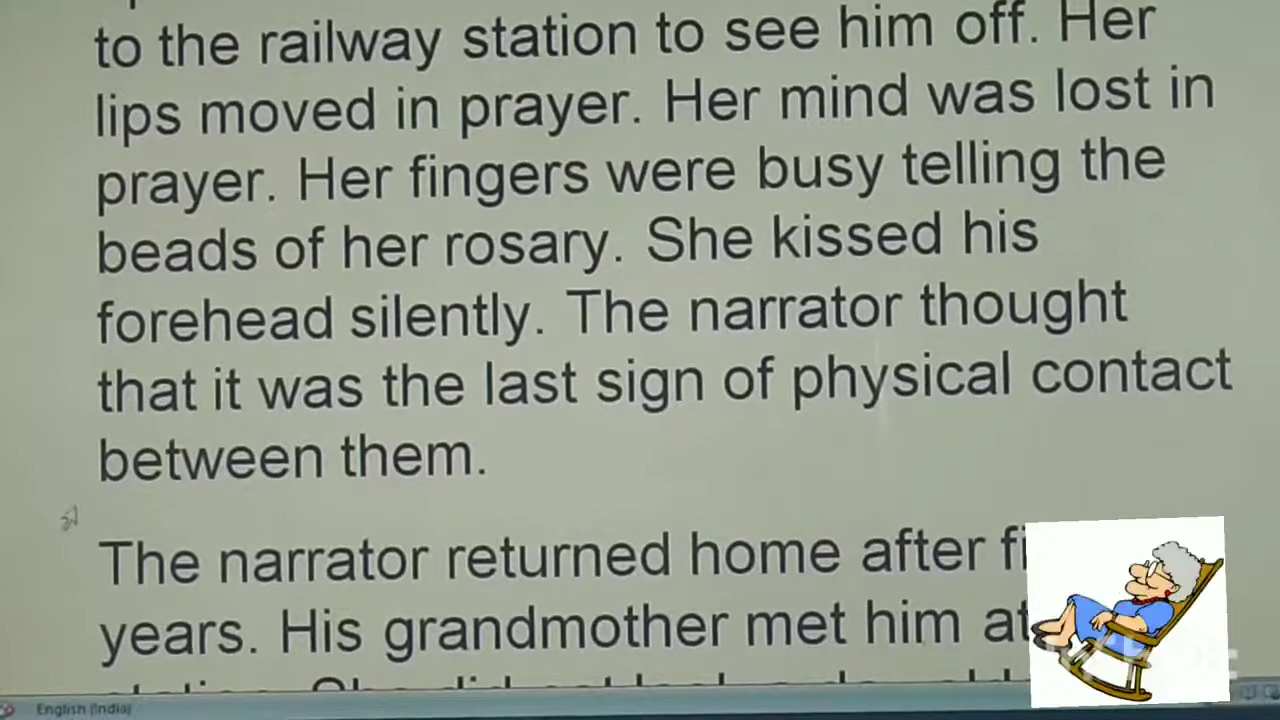 to the railway station to see him off. Her
lips moved in prayer. Her mind was lost in
prayer. Her fingers were busy telling the
beads of her rosary. She kissed his
forehead silently. The narrator thought
that it was the last sign of physical contact
between them.
The narrator returned home after
years. His grandmother met him at
English (India)